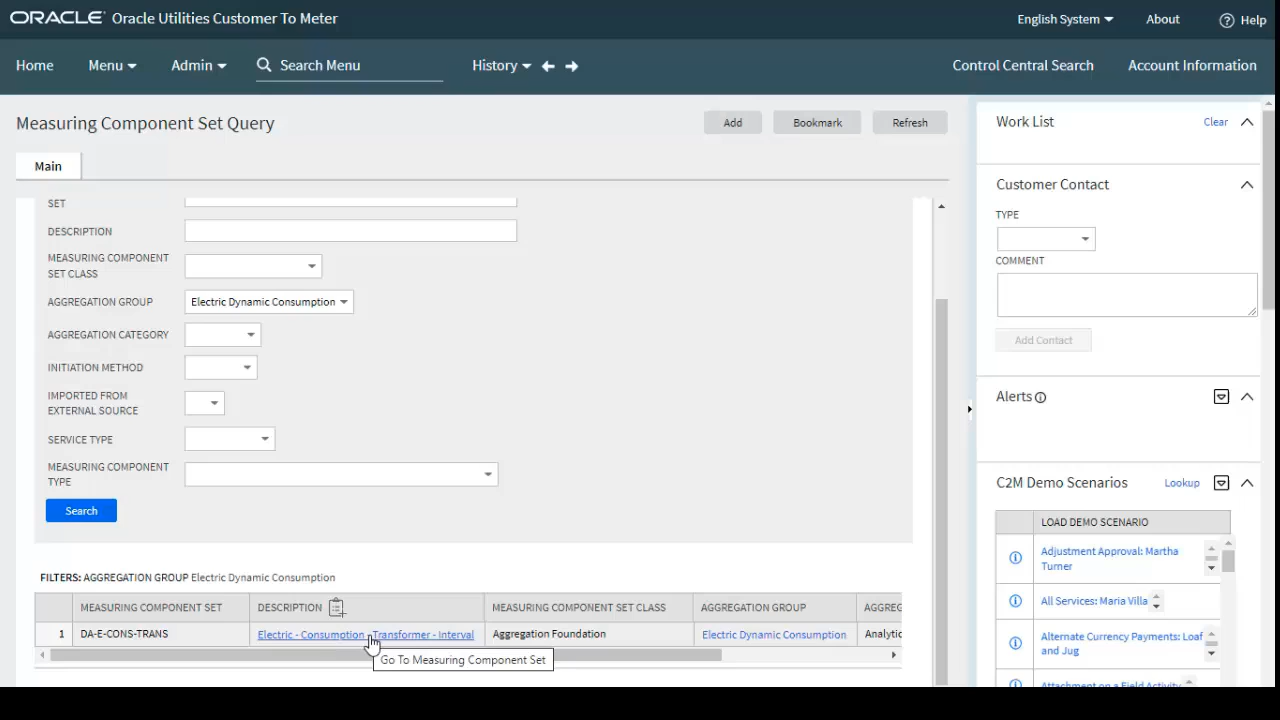 ORACLE Oracle Utilities Customer To Meter
English System About Help
Home Menu Admin Search Menu History Control Central Search Account Information
Measuring Component Set Query
Add Bookmark Refresh
Main
SET
DESCRIPTION
MEASURING COMPONENT
SET CLASS
AGGREGATION GROUP Electric Dynamic Consumption
AGGREGATION CATEGORY
INITIATION METHOD
IMPORTED FROM
EXTERNAL SOURCE
SERVICE TYPE
MEASURING COMPONENT
TYPE
Search
FILTERS: AGGREGATION GROUP Electric Dynamic Consumption
MEASURING COMPONENT SET DESCRIPTION MEASURING COMPONENT SET CLASS AGGREGATION GROUP AGGREG
1 DA-E-CONS-TRANS Electric - Consumption - Transformer - Interval Aggregation Foundation Electric Dynamic Consumption Analytic
Go To Measuring Component Set
Work List Clear
Customer Contact
TYPE
COMMENT
Add Contact
Alerts
C2M Demo Scenarios Lookup
LOAD DEMO SCENARIO
Adjustment Approval: Martha
Turner
All Services: Maria Villa
Alternate Currency Payments: Loaf
and Jug
Attachment on a Field Activity